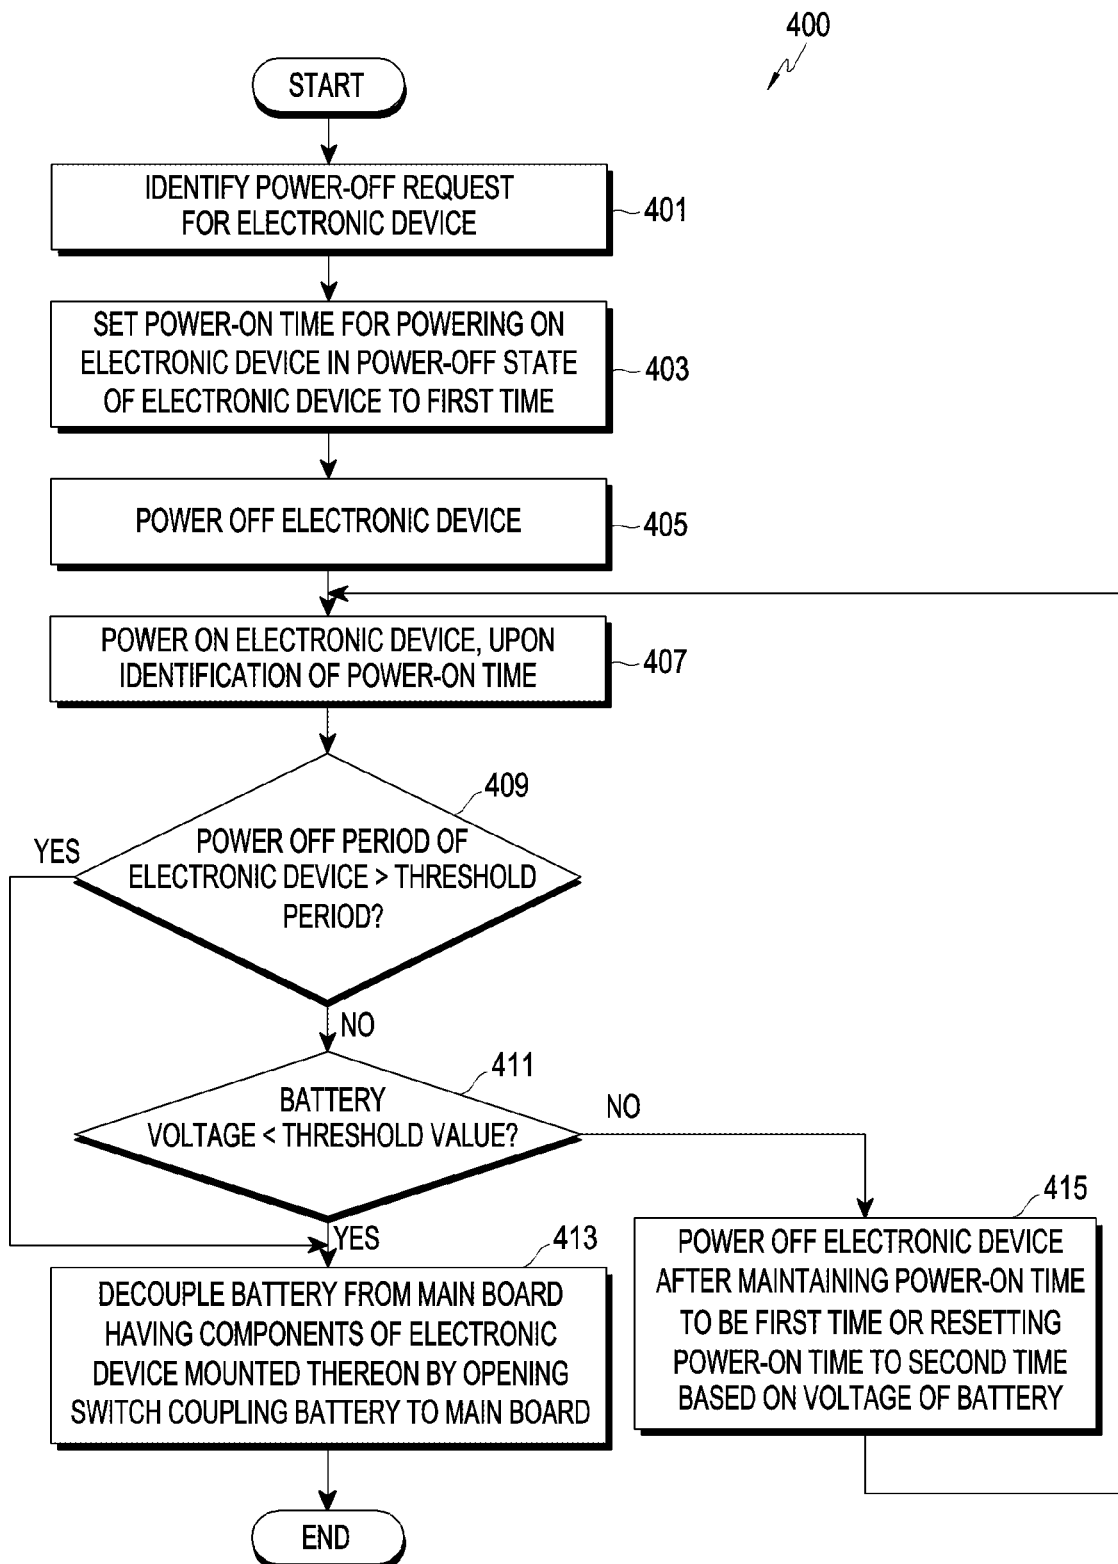 400
START
IDENTIFY POWER-OFF REQUEST
FOR ELECTRONIC DEVICE
401
SET POWER-ON TIME FOR POWERING ON
ELECTRONIC DEVICE IN POWER-OFF STATE
OF ELECTRONIC DEVICE TO FIRST TIME
403
POWER OFF ELECTRONIC DEVICE
405
POWER ON ELECTRONIC DEVICE, UPON
IDENTIFICATION OF POWER-ON TIME
407
409
YES
POWER OFF PERIOD OF
ELECTRONIC DEVICE > THRESHOLD
PERIOD?
NO
411
BATTERY
VOLTAGE < THRESHOLD VALUE?
NO
YES
413
DECOUPLE BATTERY FROM MAIN BOARD
HAVING COMPONENTS OF ELECTRONIC
DEVICE MOUNTED THEREON BY OPENING
SWITCH COUPLING BATTERY TO MAIN BOARD
415
POWER OFF ELECTRONIC DEVICE
AFTER MAINTAINING POWER-ON TIME
TO BE FIRST TIME OR RESETTING
POWER-ON TIME TO SECOND TIME
BASED ON VOLTAGE OF BATTERY
END